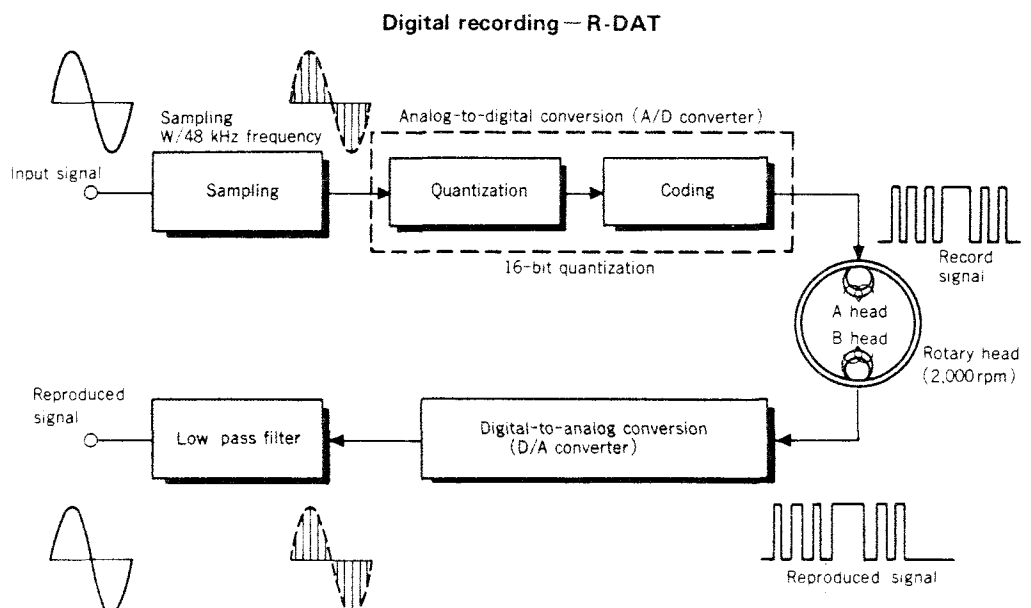 Digital recording — R-DAT
Sampling
W/48 kHz frequency
Analog-to-digital conversion (A/D converter)
Input signal
Sampling
Quantization
Coding
16-bit quantization
Record
signal
A head
B head
Rotary head
(2,000 rpm)
Reproduced
signal
Low pass filter
Digital-to-analog conversion
(D/A converter)
Reproduced signal